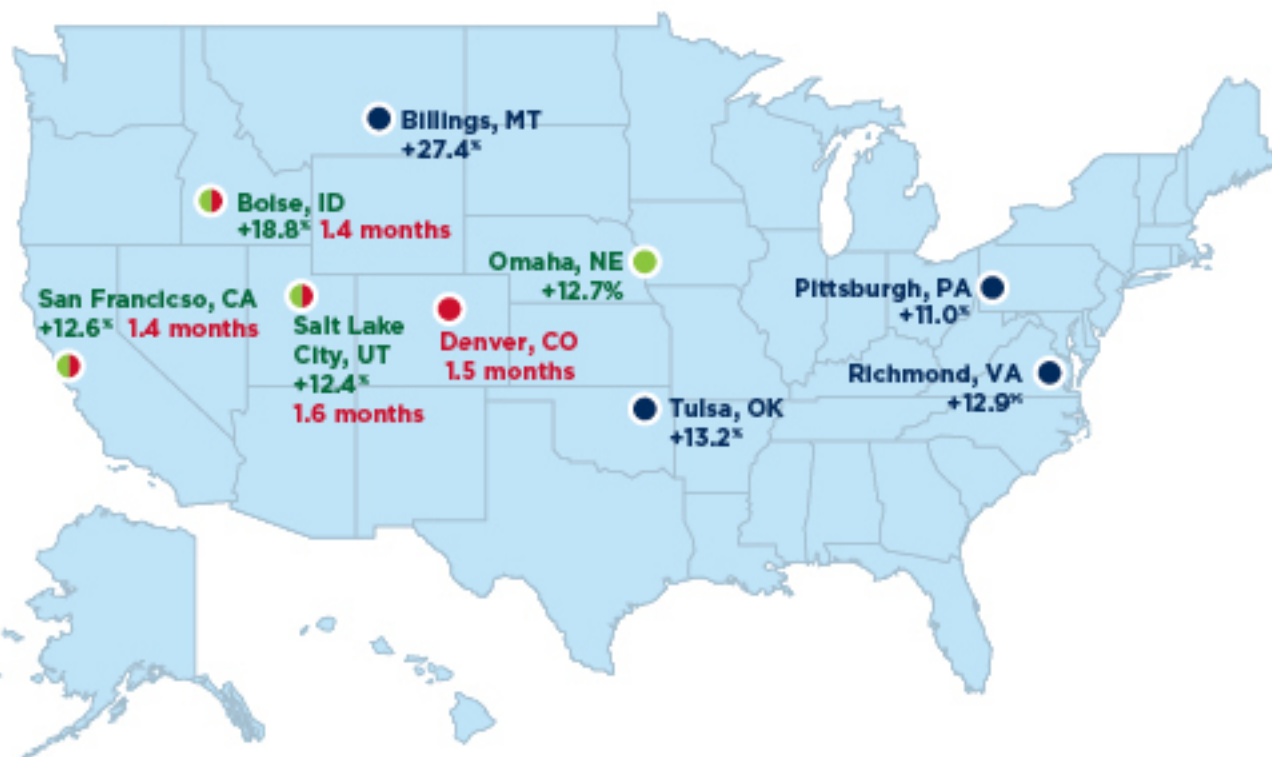 Billings, MT
+27.4%
Boise, ID
+18.8% 1.4 months
Omaha, NE
+12.7%
San Francicso, CA
+12.6% 1.4 months
Salt Lake
City, UT
+12.4%
1.6 months
Denver, CO
1.5 months
Pittsburgh, PA
+11.0%
Richmond, VA
+12.9%
Tulsa, OK
+13.2%